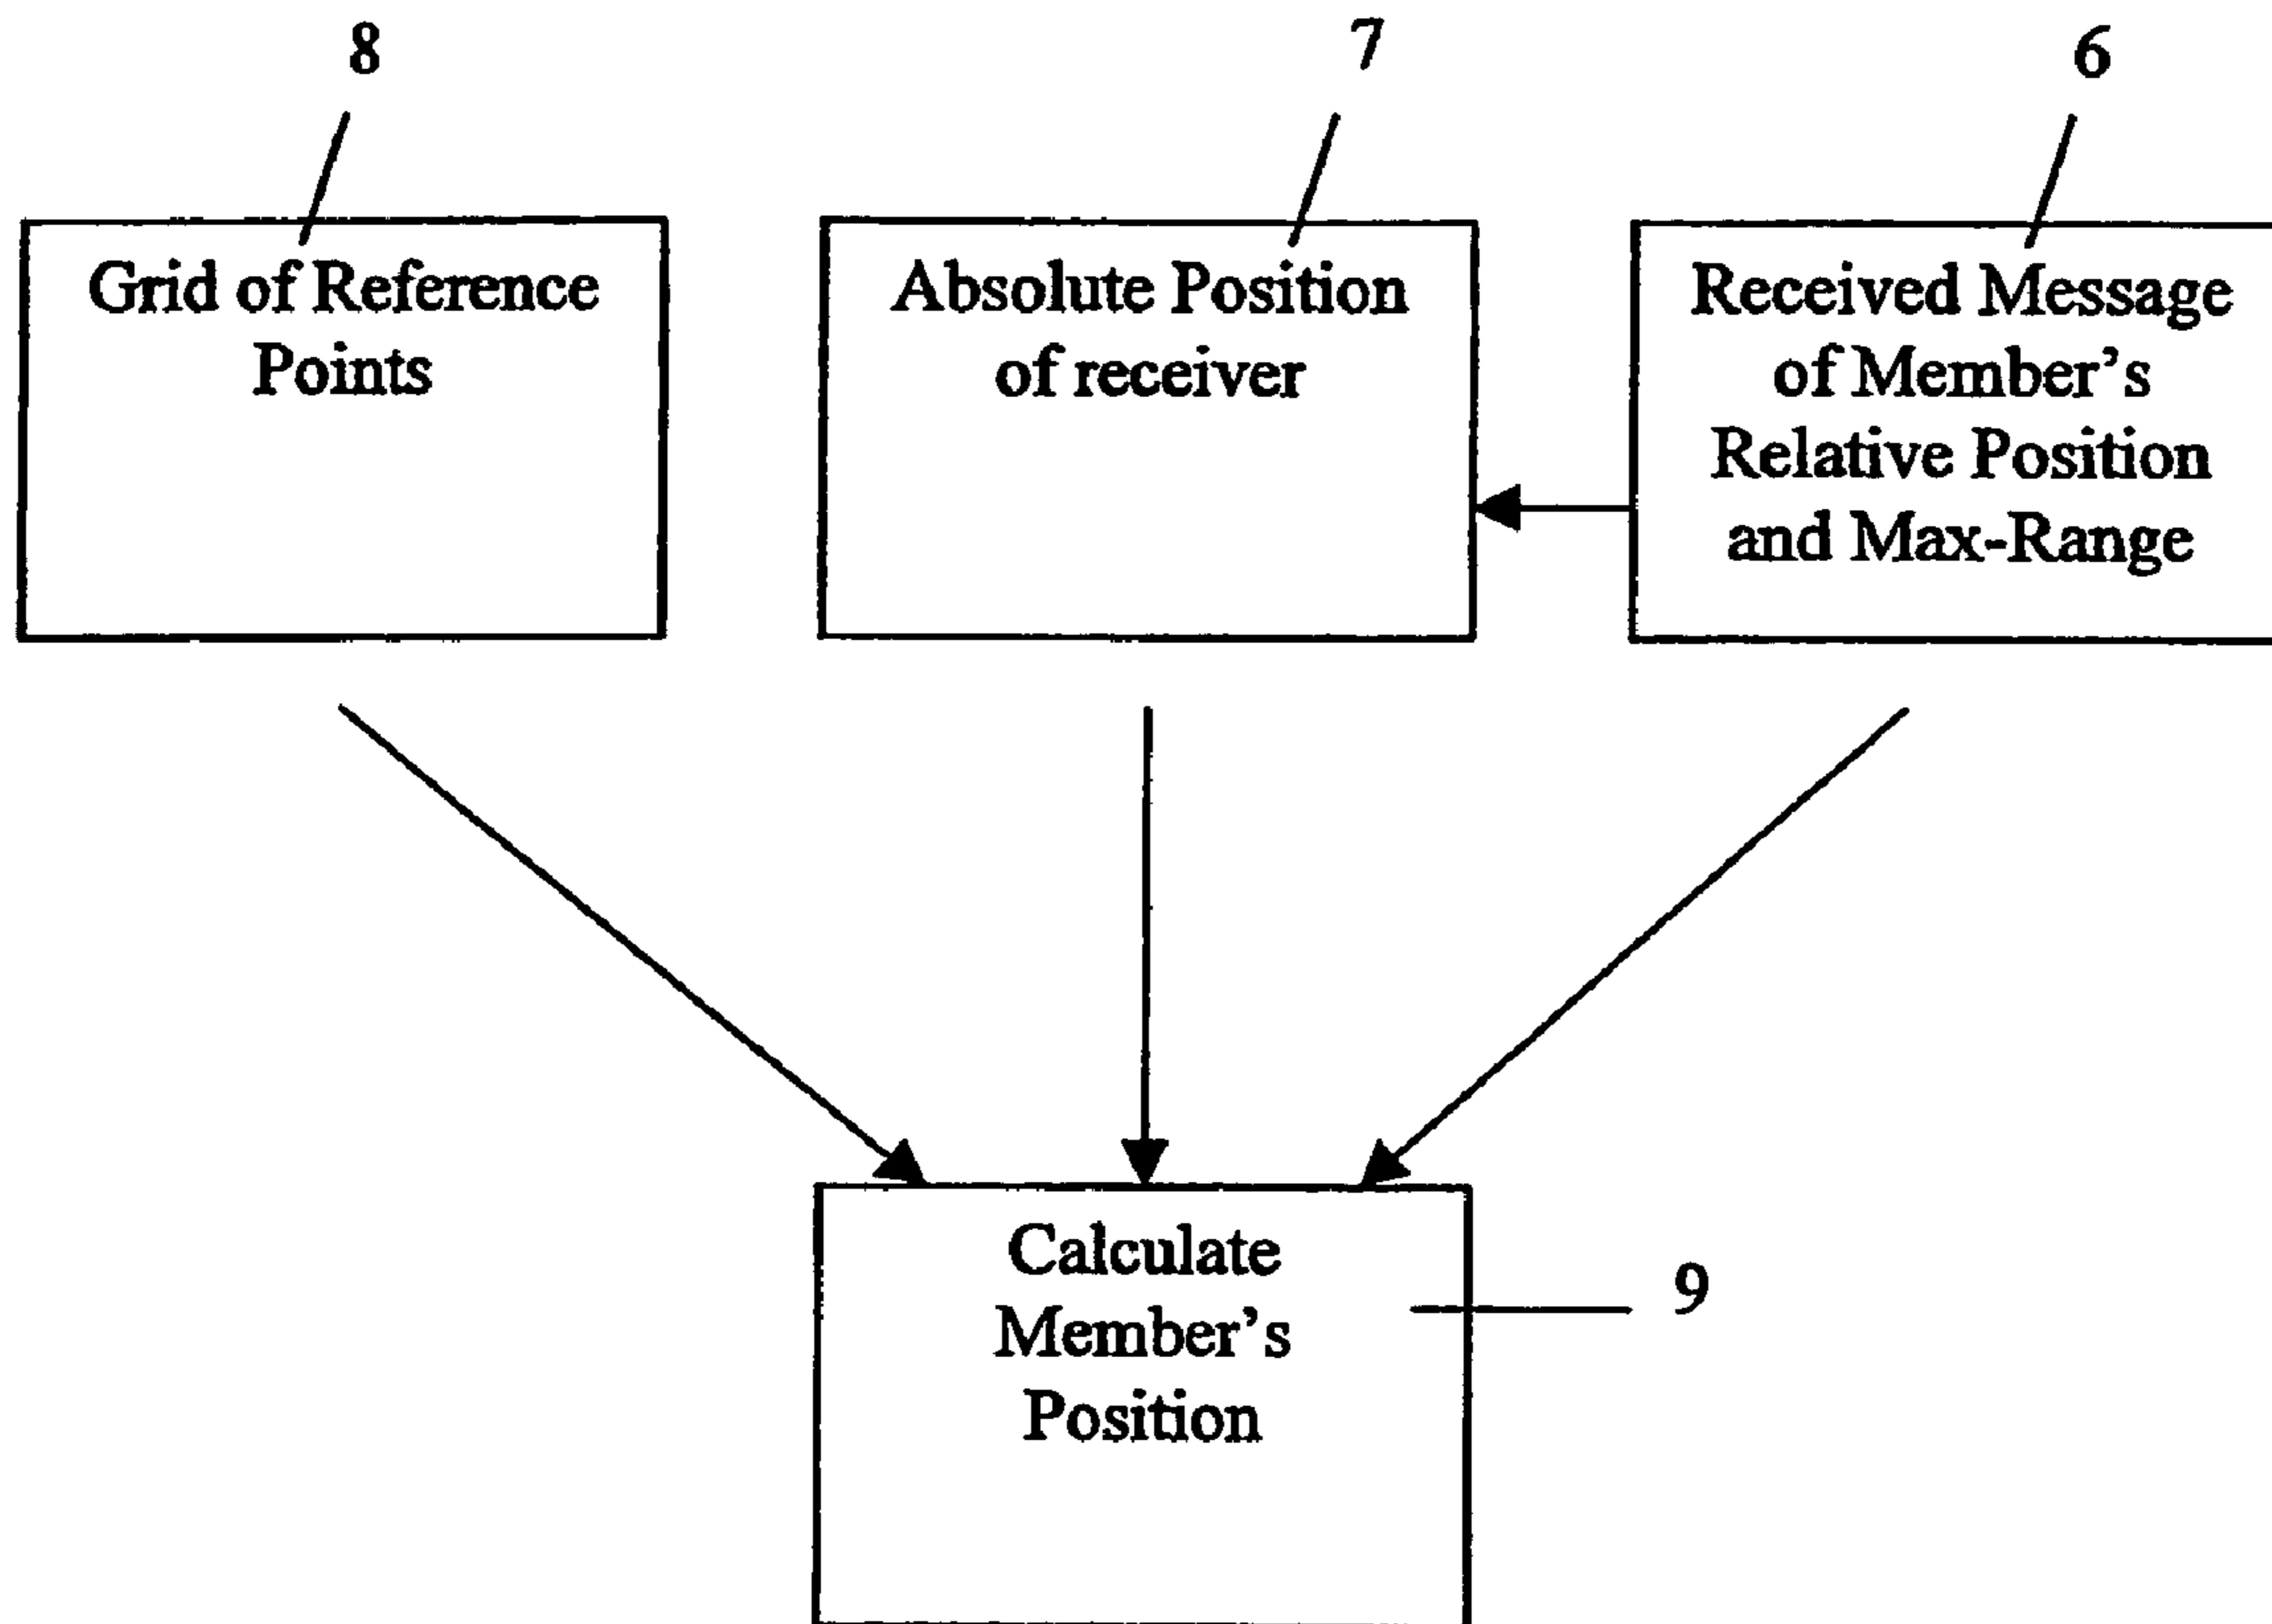 8
7
6
Grid of Reference
Points
Absolute Position
of receiver
Received Message
of Member's
Relative Position
and Max-Range
Calculate
Member's
Position
9